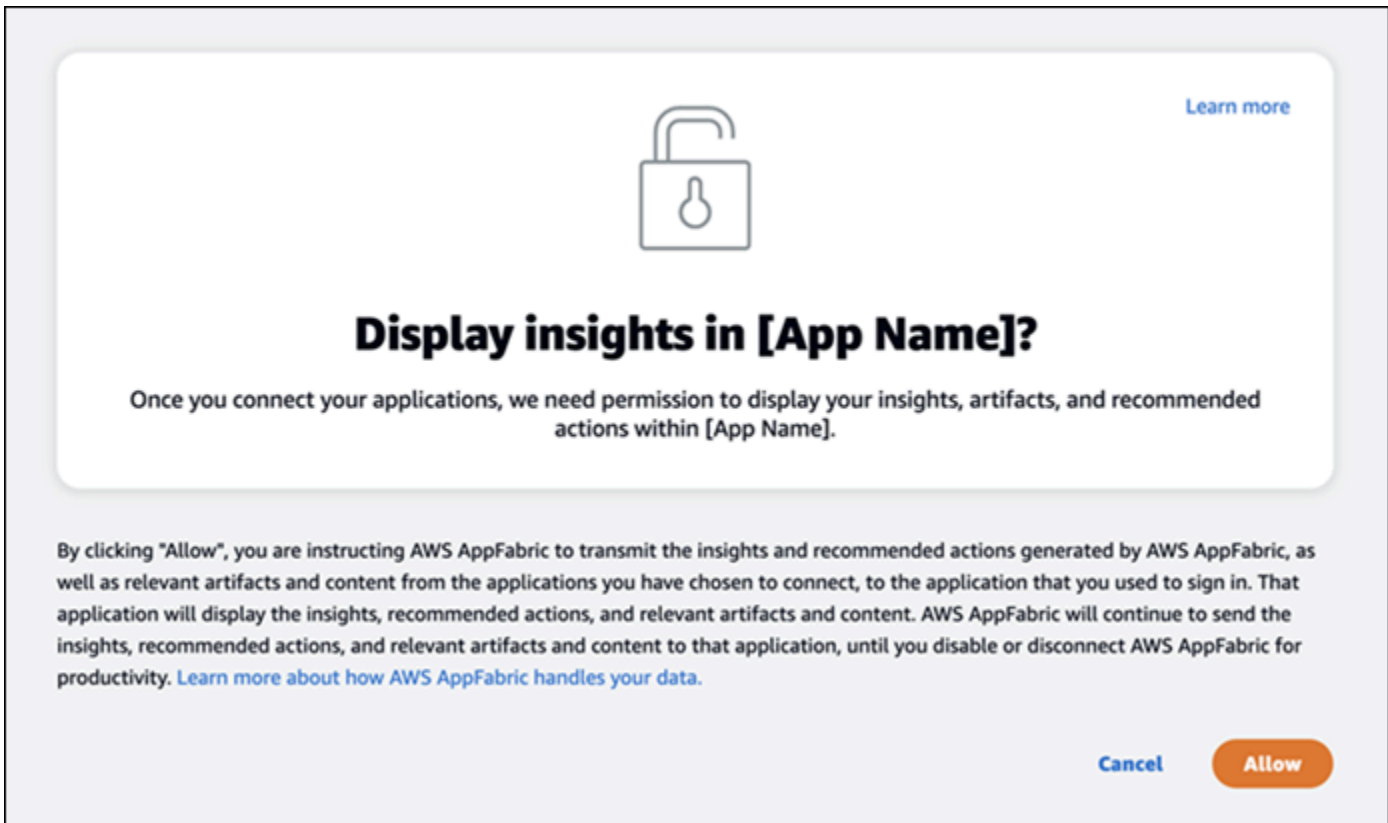 Learn more
Display insights in [App Name]?
Once you connect your applications, we need permission to display your insights, artifacts, and recommended
actions within [App Name].
By clicking "Allow", you are instructing AWS AppFabric to transmit the insights and recommended actions generated by AWS AppFabric, as
well as relevant artifacts and content from the applications you have chosen to connect, to the application that you used to sign in. That
application will display the insights, recommended actions, and relevant artifacts and content. AWS AppFabric will continue to send the
insights, recommended actions, and relevant artifacts and content to that application, until you disable or disconnect AWS AppFabric for
productivity. Learn more about how AWS AppFabric handles your data.
Cancel Allow